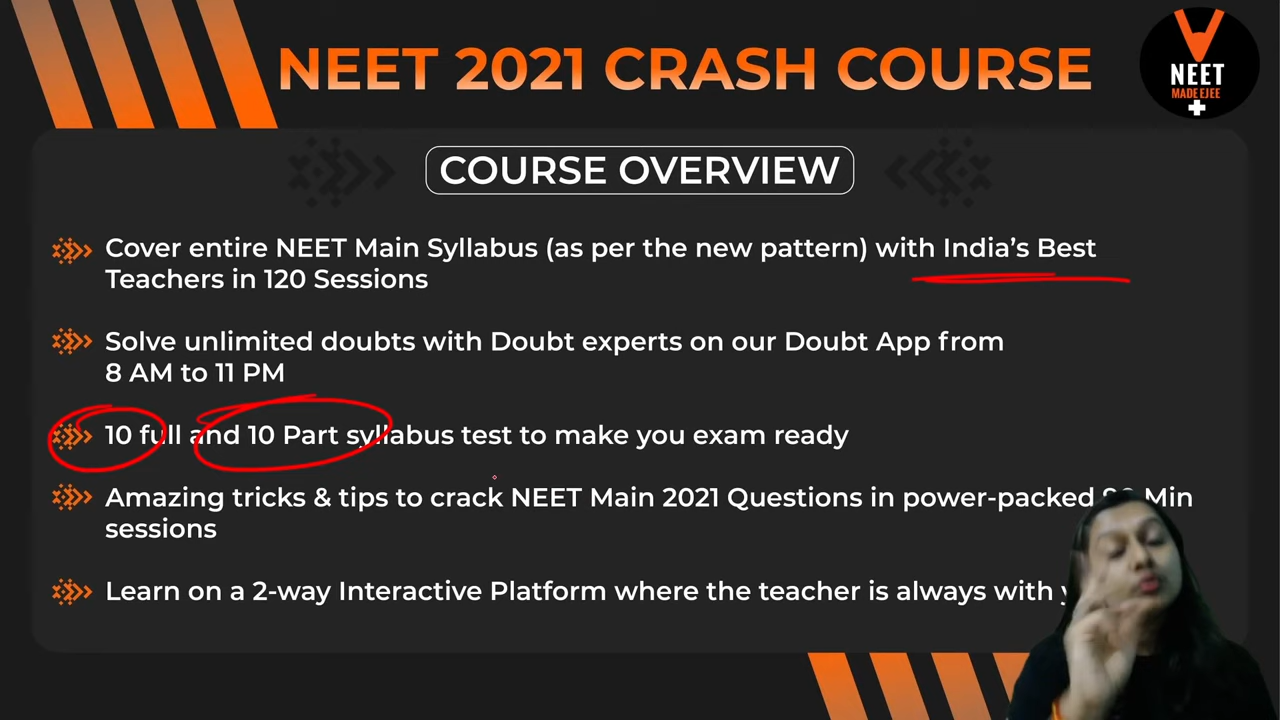 NEET 2021 CRASH COURSE
NEET
MADE EJEE
COURSE OVERVIEW
Cover entire NEET Main Syllabus (as per the new pattern) with India's Best
Teachers in 120 Sessions
Solve unlimited doubts with Doubt experts on our Doubt App from
8 AM to 11 PM
10 full and 10 Part syllabus test to make you exam ready
Amazing tricks & tips to crack NEET Main 2021 Questions in power-packed Min
sessions
Learn on a 2-way Interactive Platform where the teacher is always with